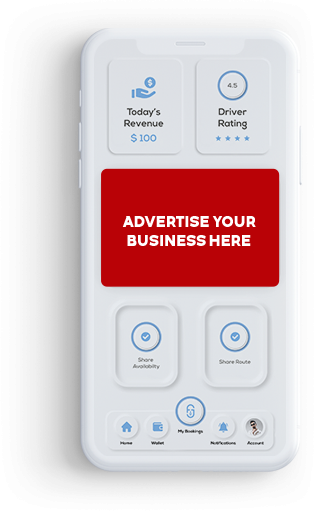 4.5
Today's
Revenue
$ 100
Driver
Rating
ADVERTISE YOUR
BUSINESS HERE
Share
Availability
Share Route
Home
Wallet
My Bookings
Notifications
Account